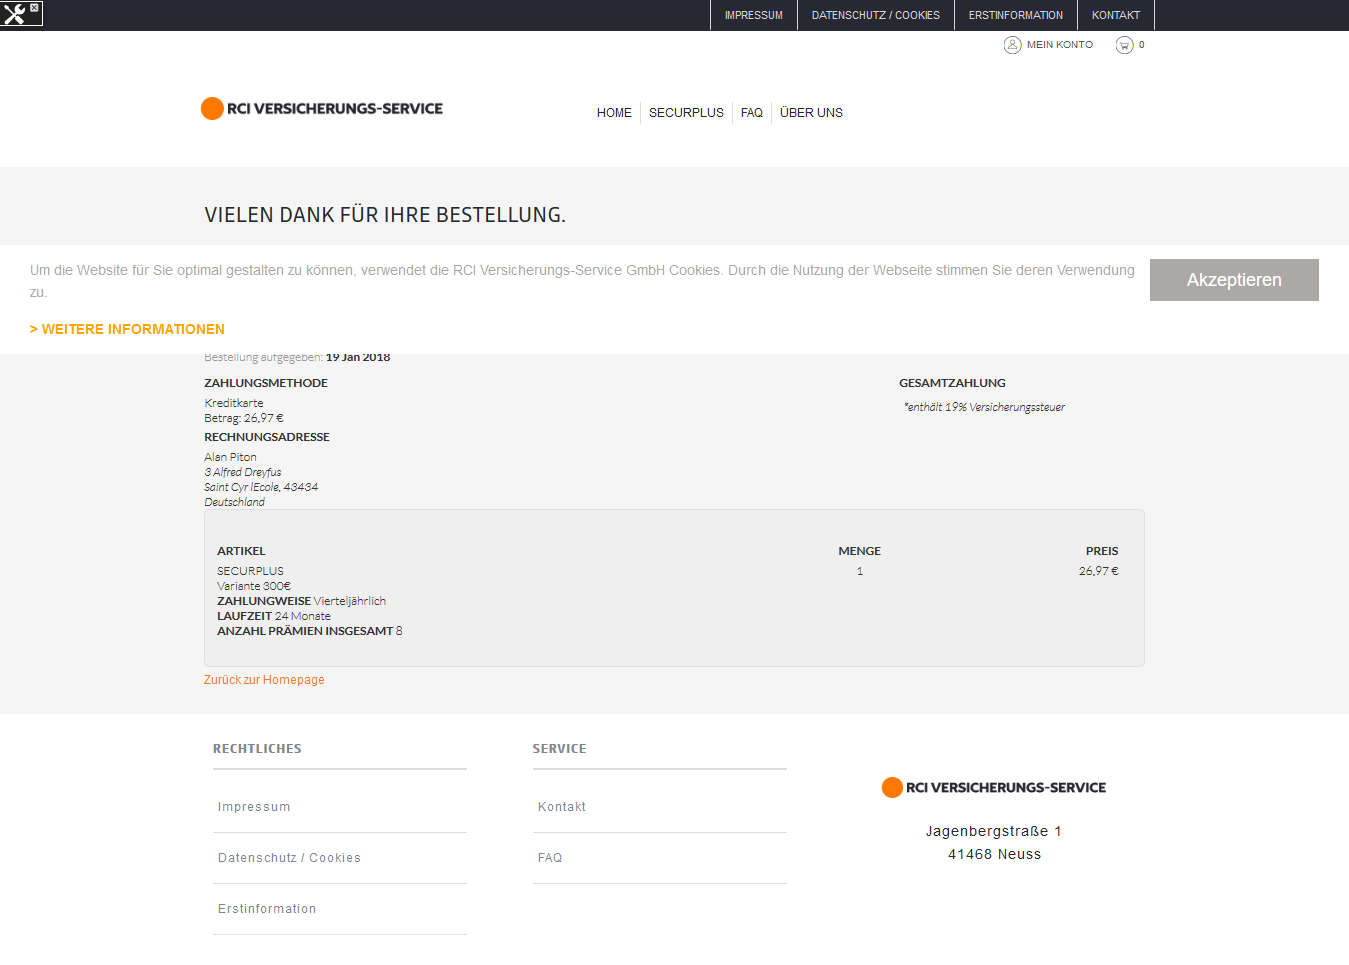 IMPRESSUM
DATENSCHUTZ / COOKIES
ERSTINFORMATION
KONTAKT
MEIN KONTO
0
RCI VERSICHERUNGS-SERVICE
HOME
SECURPLUS
FAQ
ÜBER UNS
VIELEN DANK FÜR IHRE BESTELLUNG.
Um die Website für Sie optimal gestalten zu können, verwendet die RCI Versicherungs-Service GmbH Cookies. Durch die Nutzung der Webseite stimmen Sie deren Verwendung
zu.
Akzeptieren
> WEITERE INFORMATIONEN
Bestellung aufgegeben: 19 Jan 2018
ZAHLUNGSMETHODE
Kreditkarte
Betrag: 26,97 €
GESAMTZAHLUNG
*enthält 19% Versicherungssteuer
RECHNUNGSADRESSE
Alan Piton
3 Alfred Dreyfus
Saint Cyr lEcole, 43434
Deutschland
ARTIKEL MENGE PREIS
SECURPLUS 1 26,97 €
Variante 300€
ZAHLUNGWEISE Vierteljährlich
LAUFZEIT 24 Monate
ANZAHL PRÄMIEN INSGESAMT 8
Zurück zur Homepage
RECHTLICHES
Impressum
Datenschutz / Cookies
Erstinformation
SERVICE
Kontakt
FAQ
RCI VERSICHERUNGS-SERVICE
Jagenbergstraße 1
41468 Neuss